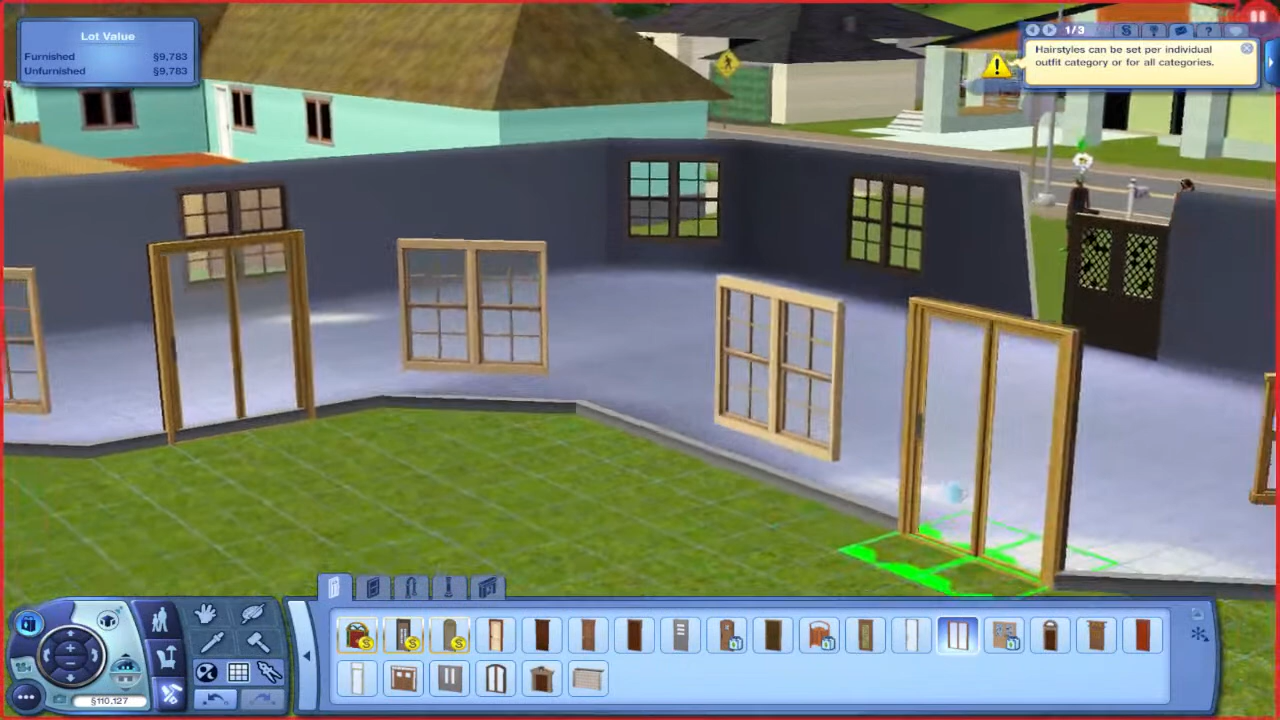 Lot Value
Furnished §9,783
Unfurnished §9,783
1/3
Hairstyles can be set per individual
outfit category or for all categories.
§110,127